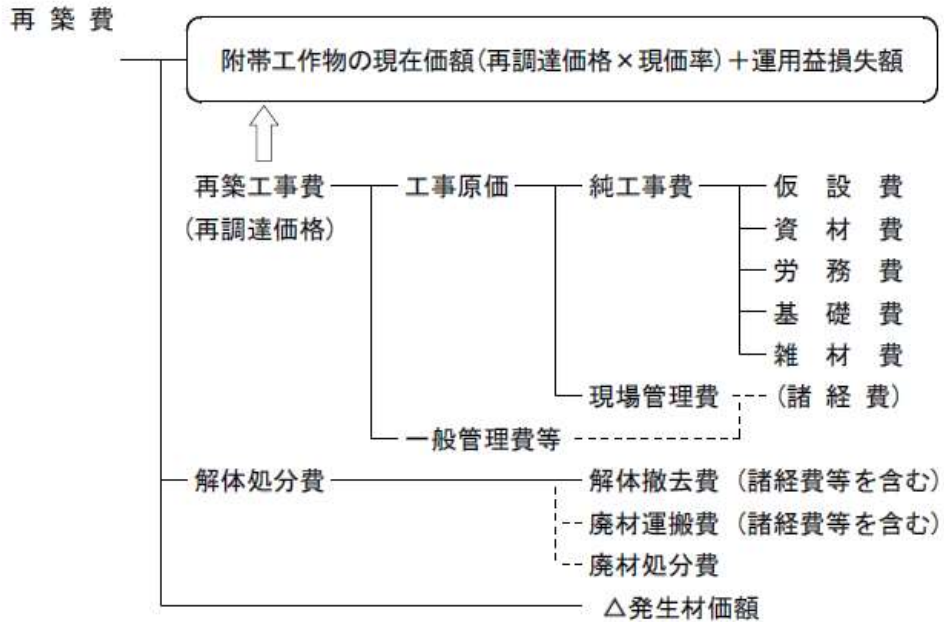 再築費
附帯工作物の現在価額(再調達価格×現価率)＋運用益損失額
再築工事費 工事原価 純工事費 仮設費
(再調達価格) 資材費
労務費
基礎費
雑材費
現場管理費 (諸経費)
一般管理費等
解体処分費 解体撤去費 (諸経費等を含む)
廃材運搬費 (諸経費等を含む)
廃材処分費
△発生材価額